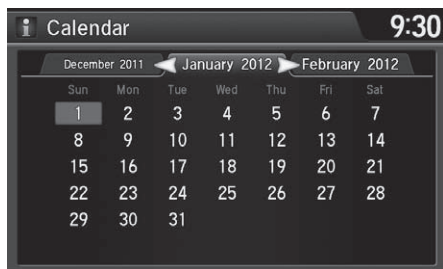 i Calendar 9:30
December 2011 January 2012 February 2012
Sun Mon Tue Wed Thu Fri Sat
1 2 3 4 5 6 7
8 9 10 11 12 13 14
15 16 17 18 19 20 21
22 23 24 25 26 27 28
29 30 31